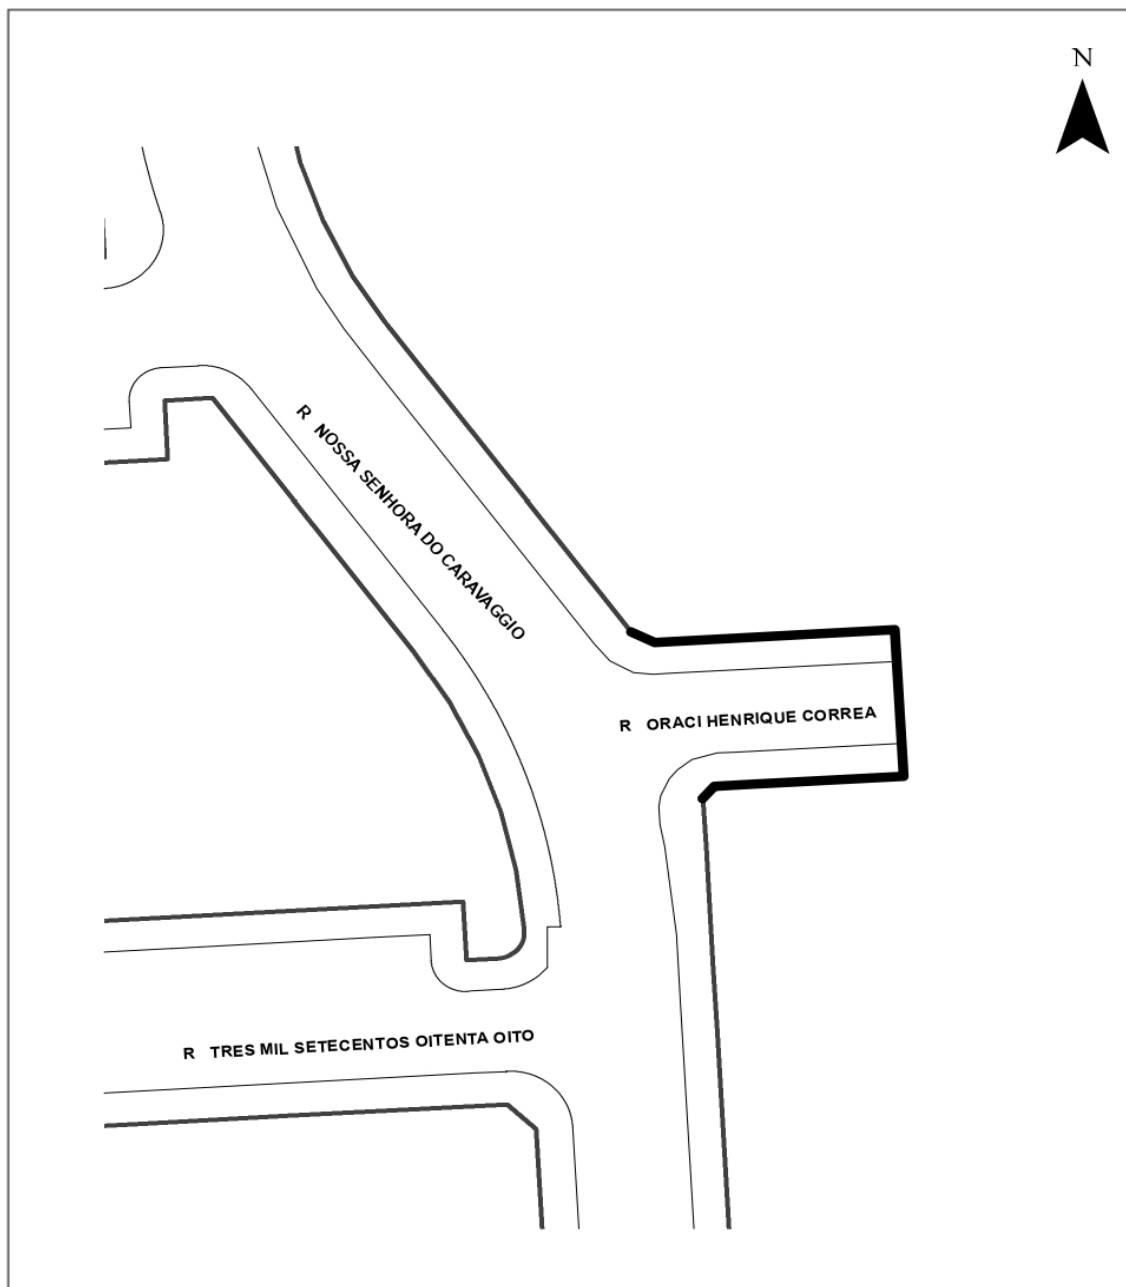 N
R NOSSA SENHORA DO CARAVAGGIO
R ORACI HENRIQUE CORREA
R TRES MIL SETECENTOS OITENTA OITO